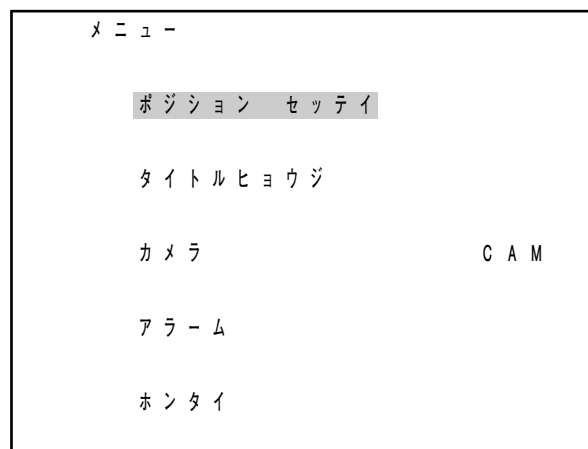 メニュー
ポジション セッテイ
タイトルヒョウジ
カメラ CAM
アラーム
ホンタイ